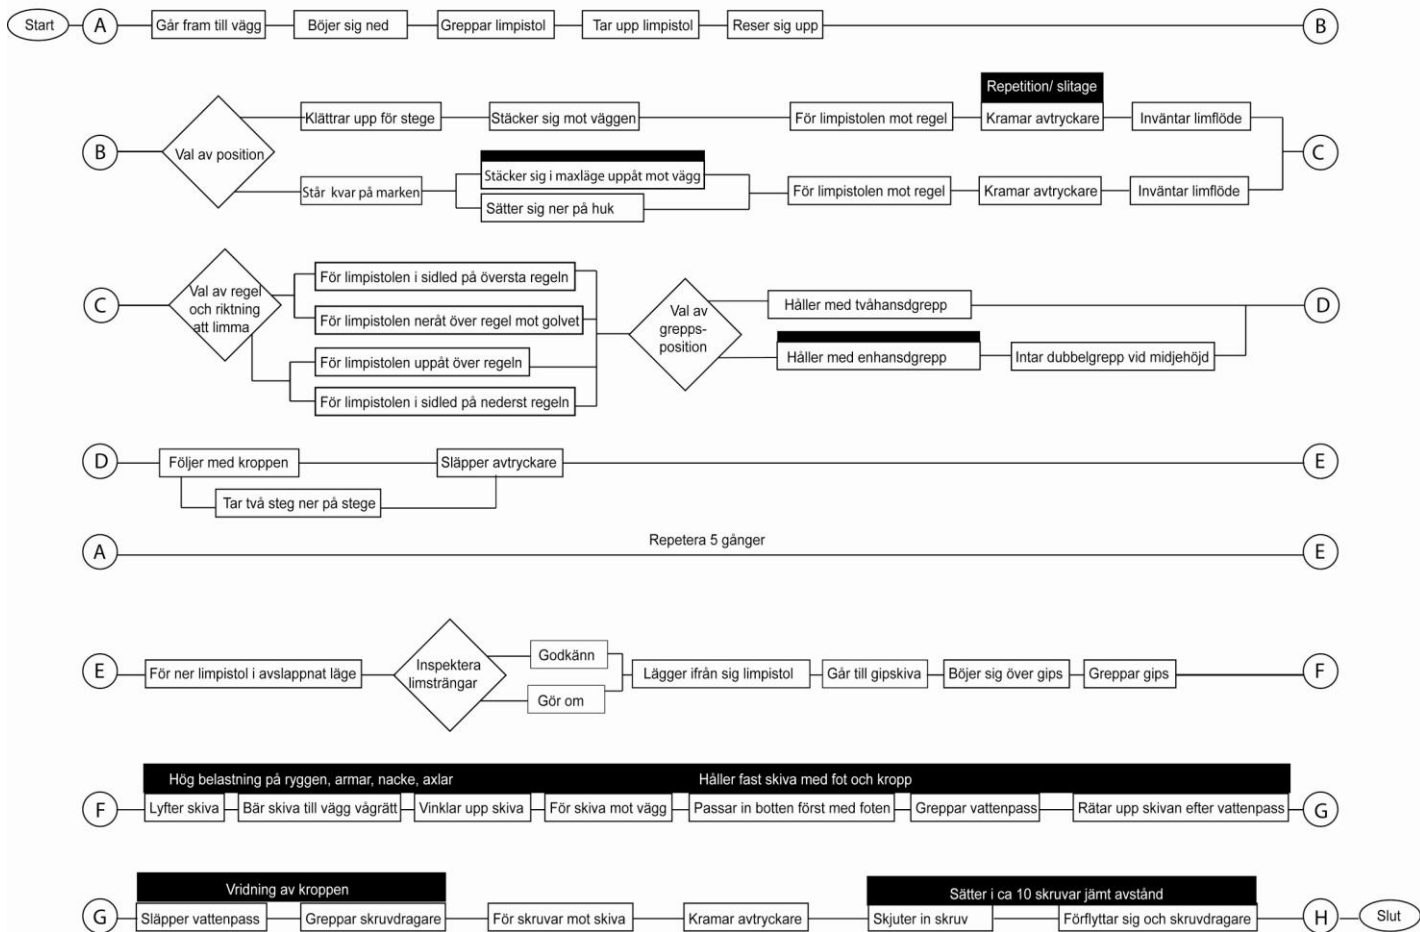 Start A Går fram till vägg Böjer sig ned Greppar limpistol Tar upp limpistol Reser sig upp B
Repetition/ slitage
Klättrar upp för stege Stäcker sig mot väggen För limpistolen mot regel Kramar avtryckare Inväntar limflöde
B Val av position C
Stäcker sig i maxläge uppåt mot vägg
Står kvar på marken För limpistolen mot regel Kramar avtryckare Inväntar limflöde
Sätter sig ner på huk
För limpistolen i sidled på översta regeln
C Val av regel
och riktning
att limma
För limpistolen neråt över regel mot golvet
För limpistolen uppåt över regeln
För limpistolen i sidled på nederst regeln
Val av
grepps-
position
Håller med tvåhansdgrepp D
Håller med enhansdgrepp Intar dubbelgrepp vid midjehöjd
D Följer med kroppen Släpper avtryckare E
Tar två steg ner på stege
Repetera 5 gånger
A E
E För ner limpistol i avslappnat läge Inspektera
limsträngar
Godkänn
Gör om
Lägger ifrån sig limpistol Går till gipskiva Böjer sig över gips Greppar gips F
Hög belastning på ryggen, armar, nacke, axlar Håller fast skiva med fot och kropp
F Lyfter skiva Bär skiva till vägg vågrätt Vinklar upp skiva För skiva mot vägg Passar in botten först med foten Greppar vattenpass Rätar upp skivan efter vattenpass G
Vridning av kroppen Sätter i ca 10 skruvar jämt avstånd
G Släpper vattenpass Greppar skruvdragare För skruvar mot skiva Kramar avtryckare Skjuter in skruv Förflyttar sig och skruvdragare H Slut